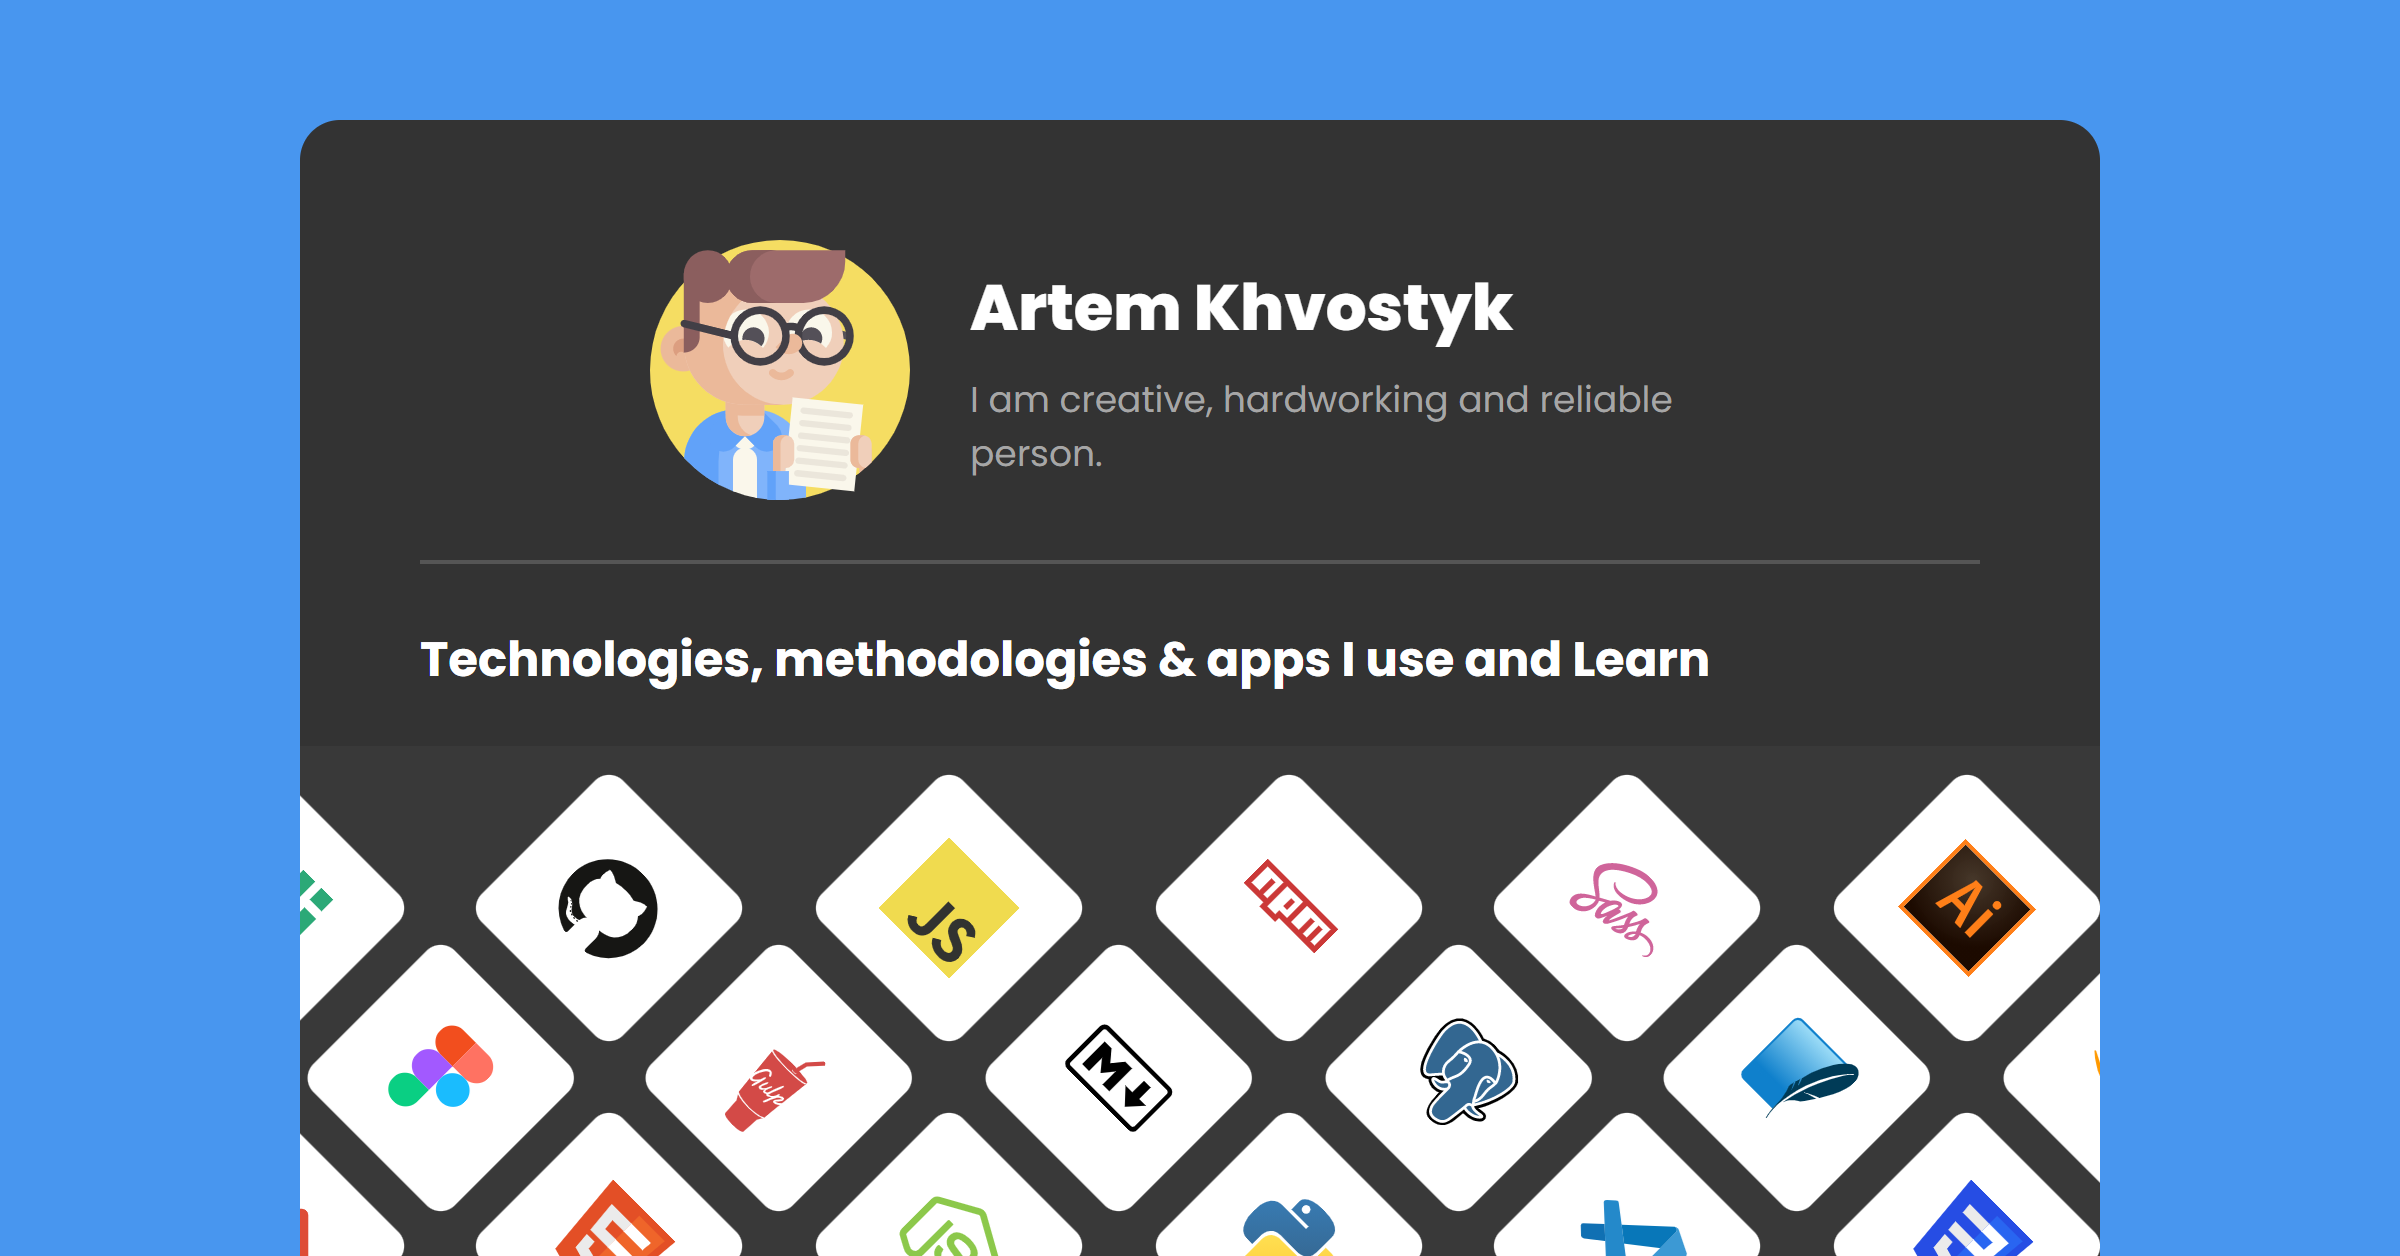 Artem Khvostyk
I am creative, hardworking and reliable
person.
Technologies, methodologies & apps I use and Learn
JS
npm
Sass
Ai
Gulp
M
JS